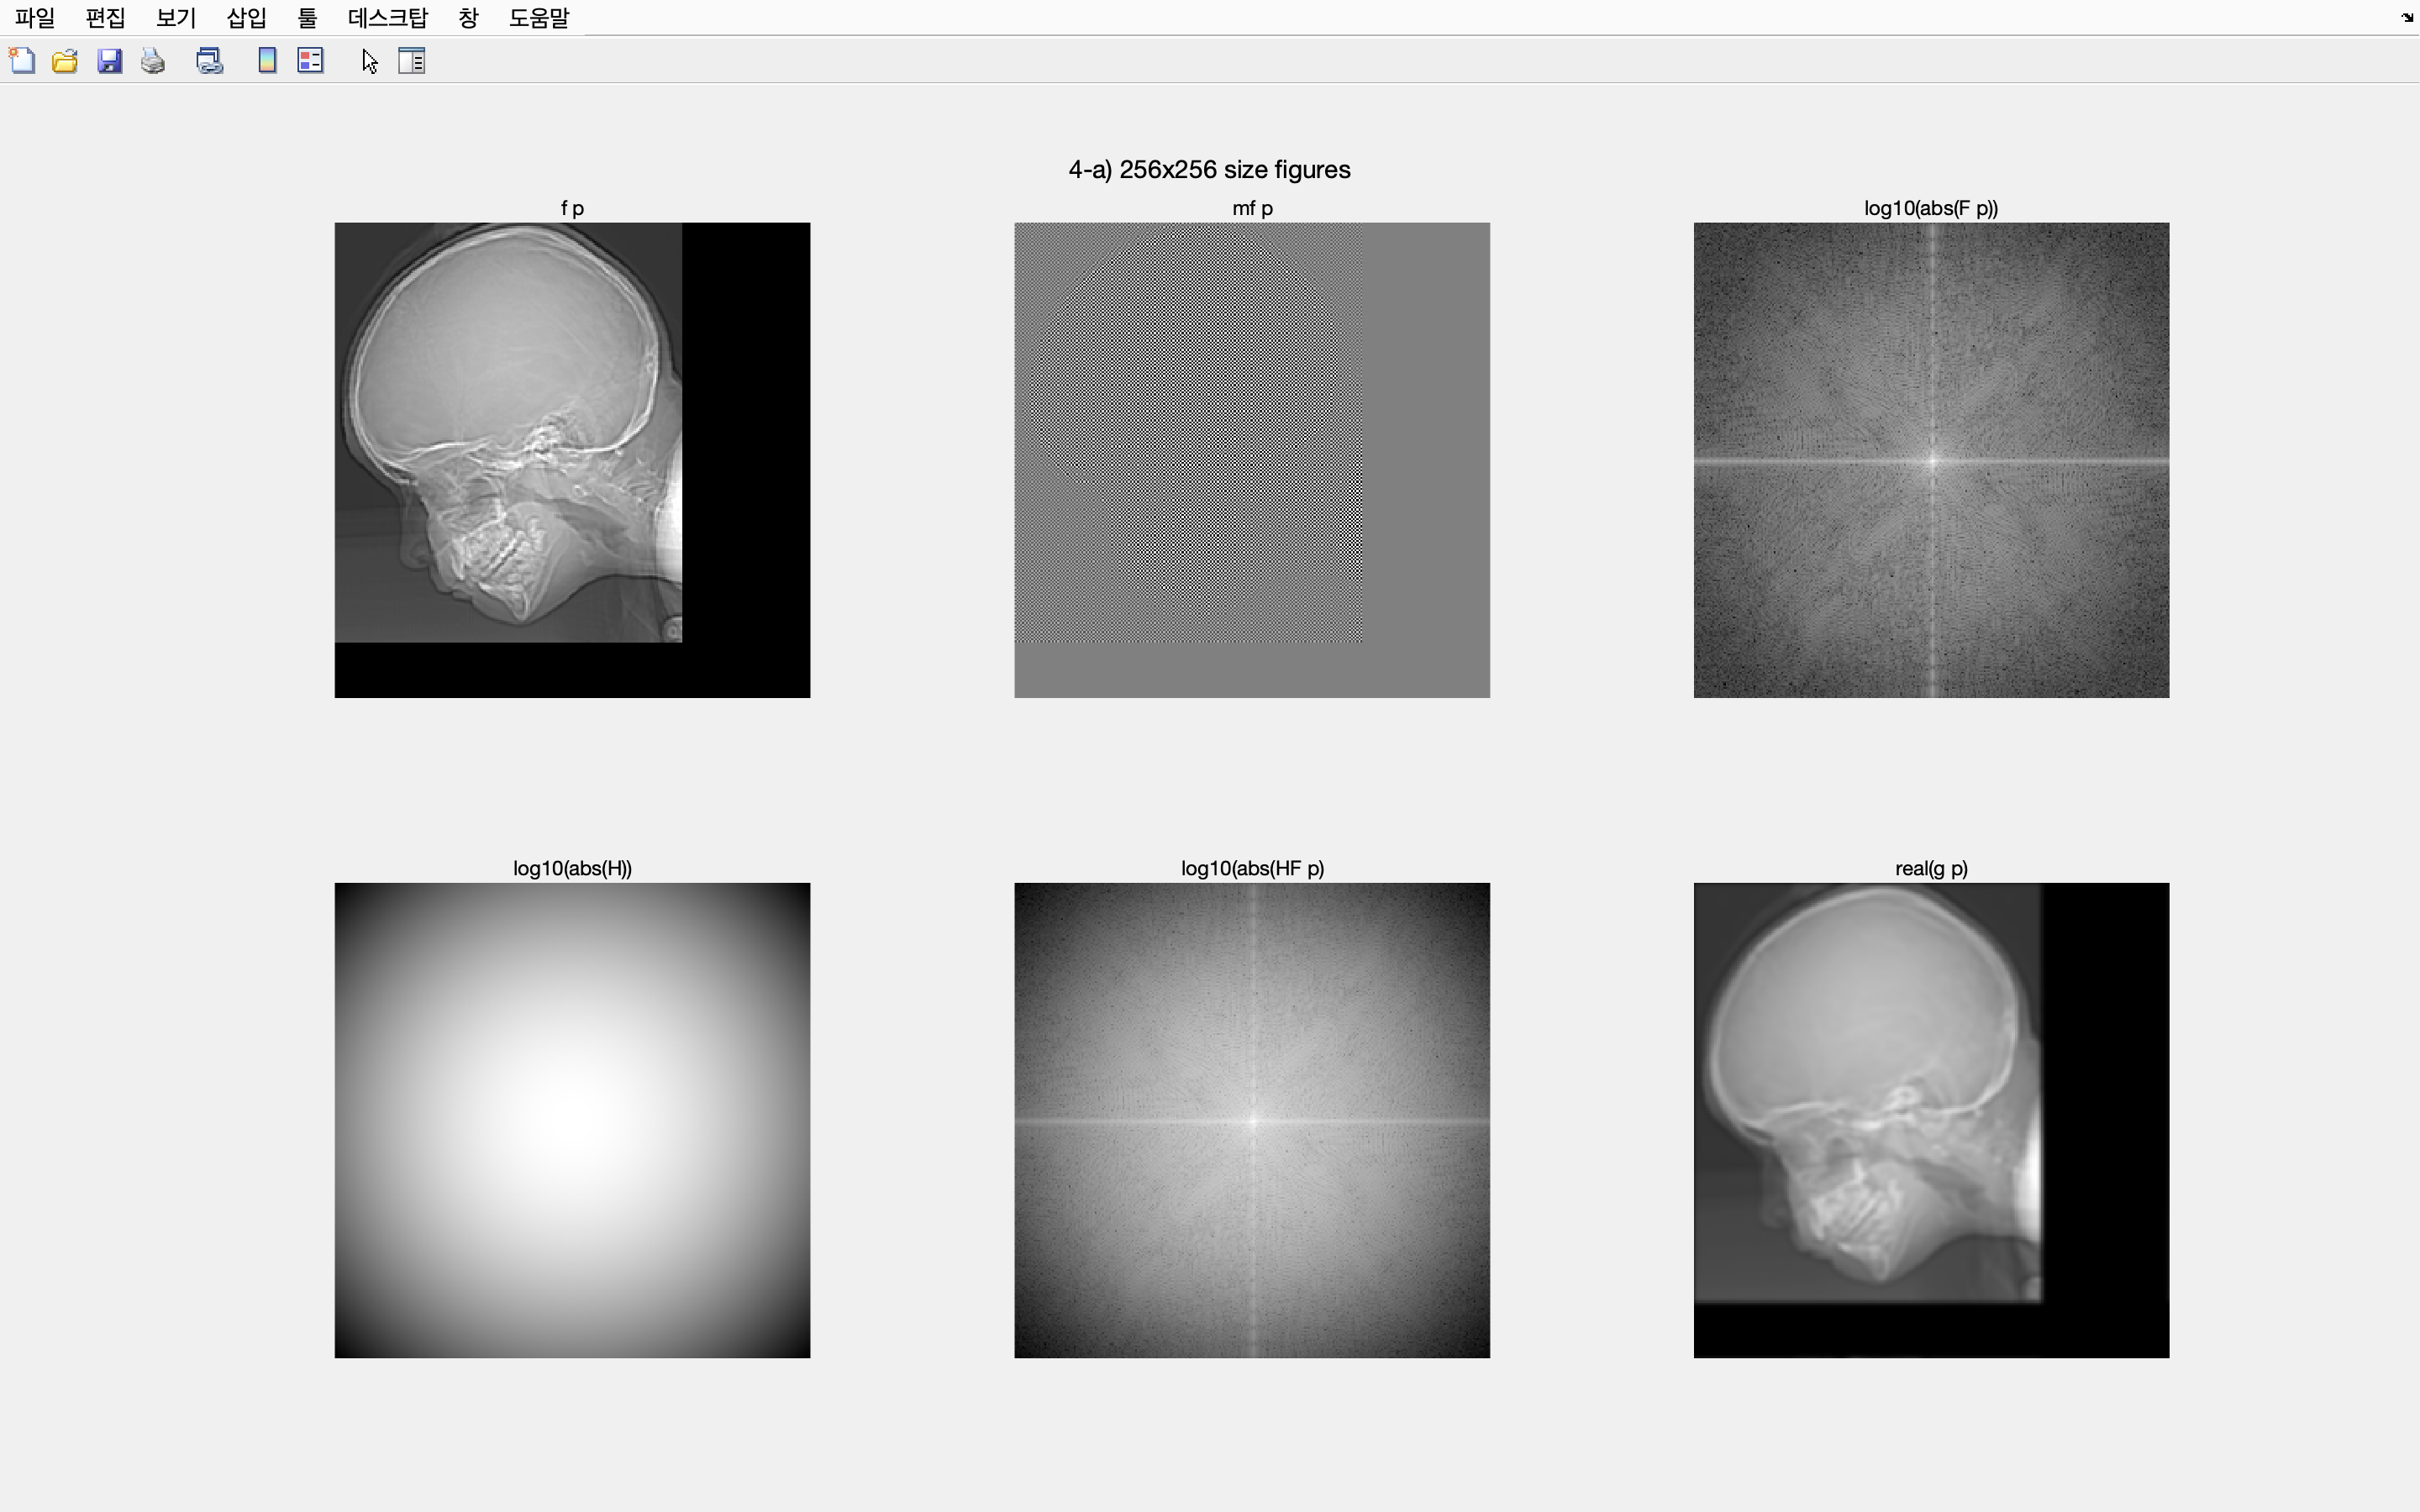 파일 편집 보기 삽입 툴 데스크탑 창 도움말
4-a) 256x256 size figures
f p
mf p
log10(abs(F p))
log10(abs(H))
log10(abs(HF p)
real(g p)